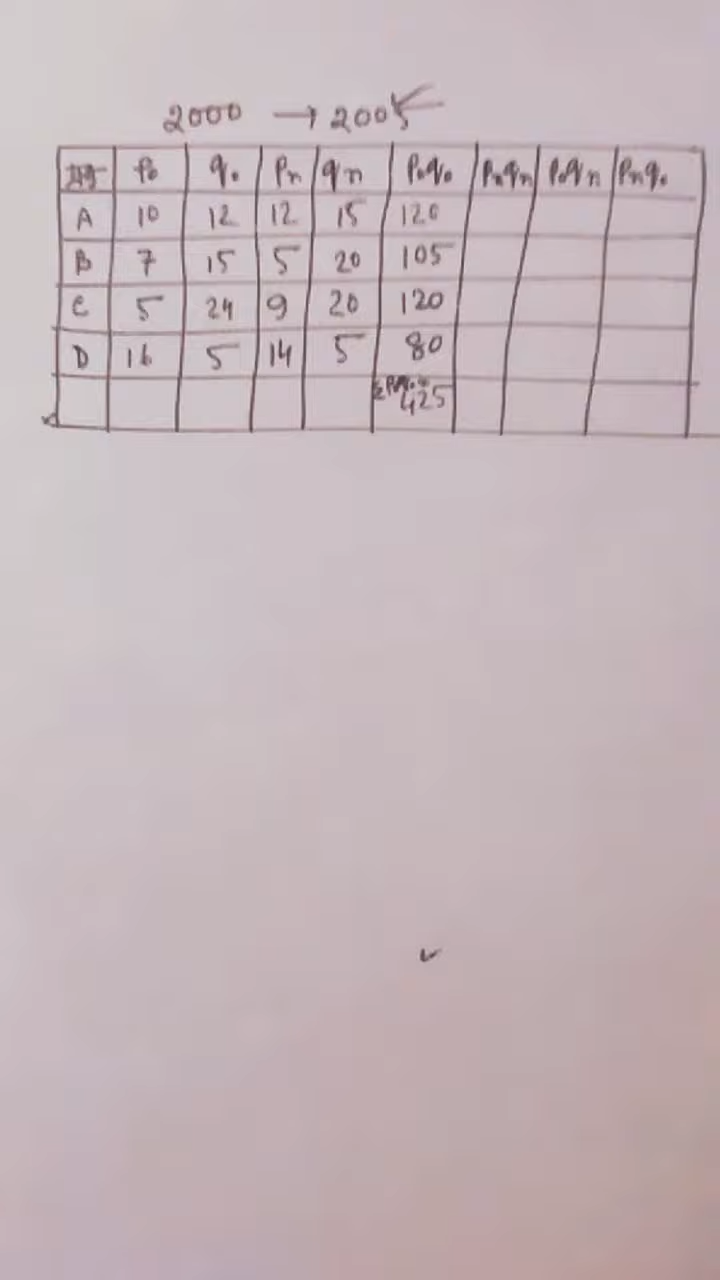 2000 → 2005
P₀ q₀ Pn qn P₀q₀ Pnqn P₀qn Pnq₀
A 10 12 12 15 120
B 7 15 5 20 105
C 5 24 9 20 120
D 16 5 14 5 80
ΣP₀q₀ =
425